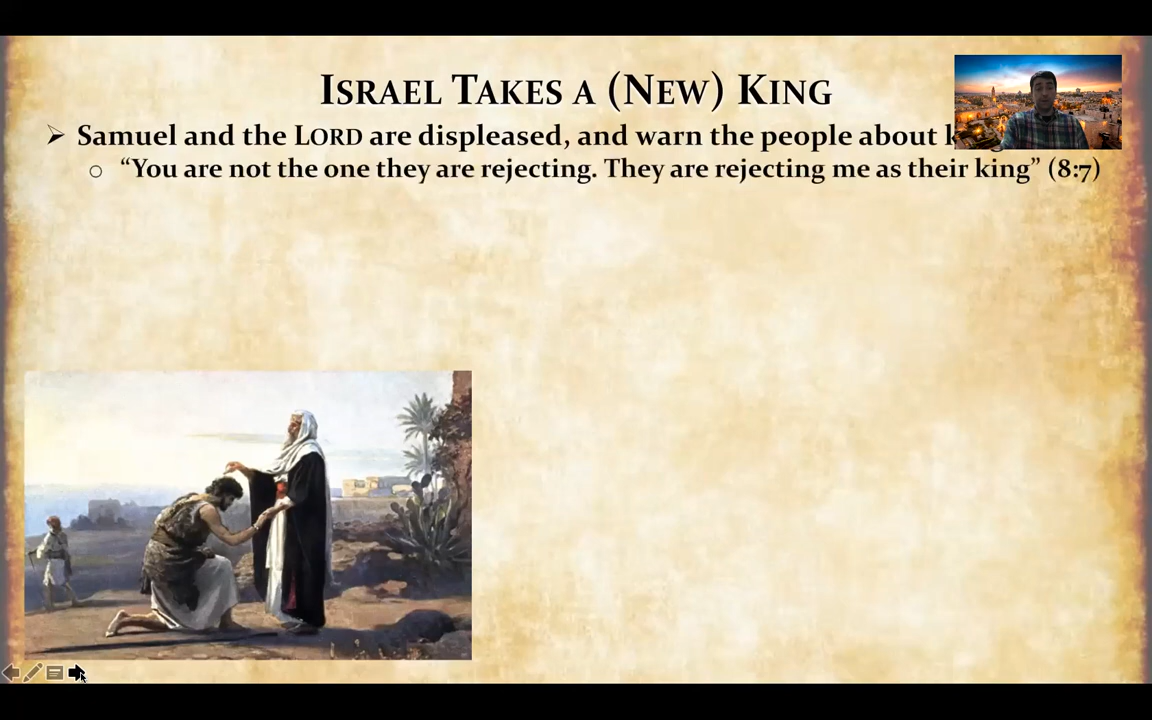 ISRAEL TAKES A (NEW) KING
Samuel and the LORD are displeased, and warn the people about
“You are not the one they are rejecting. They are rejecting me as their king” (8:7)